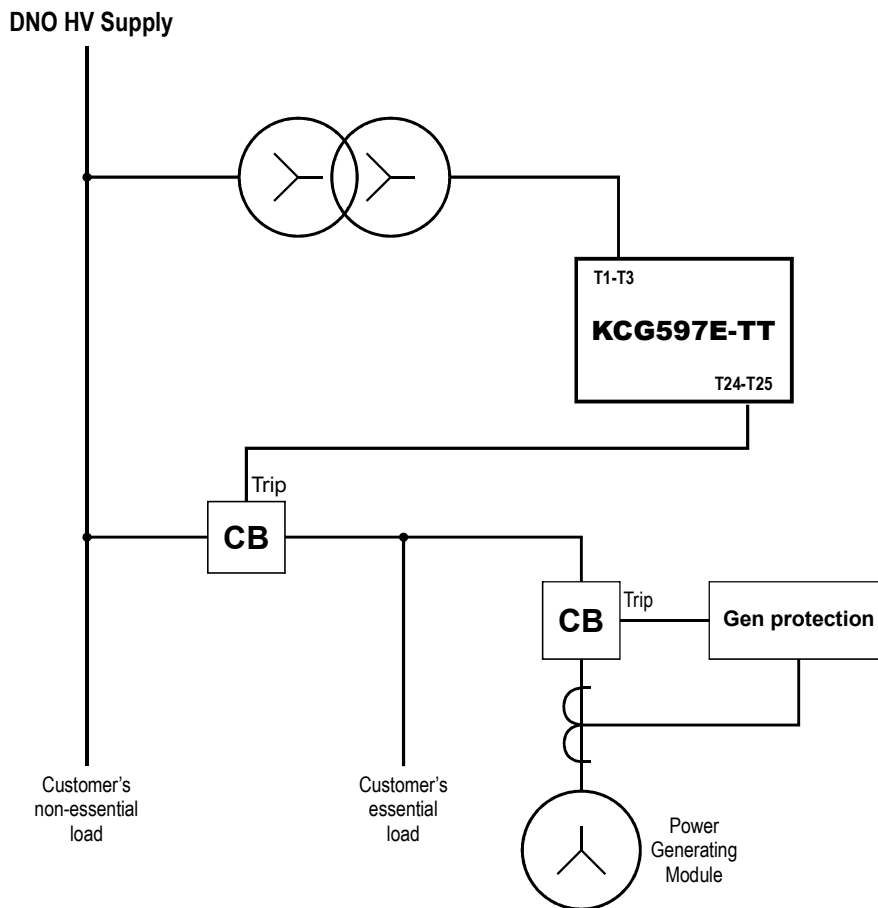 DNO HV Supply
T1-T3
KCG597E-TT
T24-T25
Trip
CB
CB
Trip
Gen protection
Customer's
non-essential
load
Customer's
essential
load
Power
Generating
Module